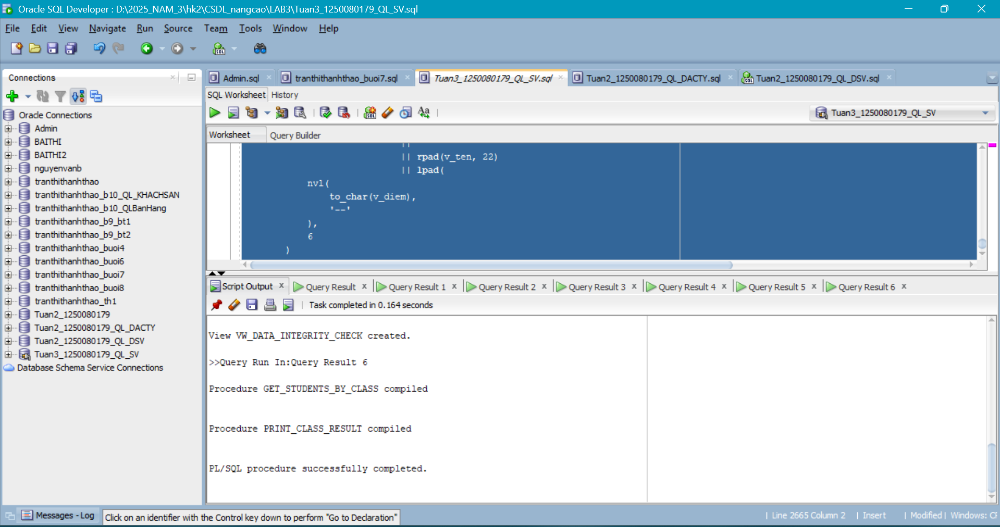 Oracle SQL Developer : D:\2025_NAM_3\hk2\CSDL_nangcao\LAB3\Tuan3_1250080179_QL_SV.sql
File Edit View Navigate Run Source Team Tools Window Help
Connections
Oracle Connections
Admin
BAITHI
BAITHI2
nguyenvanb
tranthithanhthao
tranthithanhthao_b10_QL_KHACHSAN
tranthithanhthao_b10_QLBanHang
tranthithanhthao_b9_bt1
tranthithanhthao_b9_bt2
tranthithanhthao_buoi4
tranthithanhthao_buoi6
tranthithanhthao_buoi7
tranthithanhthao_buoi8
tranthithanhthao_th1
Tuan2_1250080179
Tuan2_1250080179_QL_DACTY
Tuan2_1250080179_QL_DSV
Tuan3_1250080179_QL_SV
Database Schema Service Connections
Admin.sql tranthithanhthao_buoi7.sql Tuan3_1250080179_QL_SV.sql Tuan2_1250080179_QL_DACTY.sql Tuan2_1250080179_QL_DSV.sql
SQL Worksheet History
Tuan3_1250080179_QL_SV
Worksheet Query Builder
|| rpad(v_ten, 22)
|| lpad(
nvl(
to_char(v_diem),
'--'
),
6
)
Script Output Query Result Query Result 1 Query Result 2 Query Result 3 Query Result 4 Query Result 5 Query Result 6
Task completed in 0.164 seconds
View VW_DATA_INTEGRITY_CHECK created.
>>Query Run In:Query Result 6
Procedure GET_STUDENTS_BY_CLASS compiled
Procedure PRINT_CLASS_RESULT compiled
PL/SQL procedure successfully completed.
Messages - Log
Click on an identifier with the Control key down to perform "Go to Declaration"
| Line 2665 Column 2 | Insert | Modified | Windows: